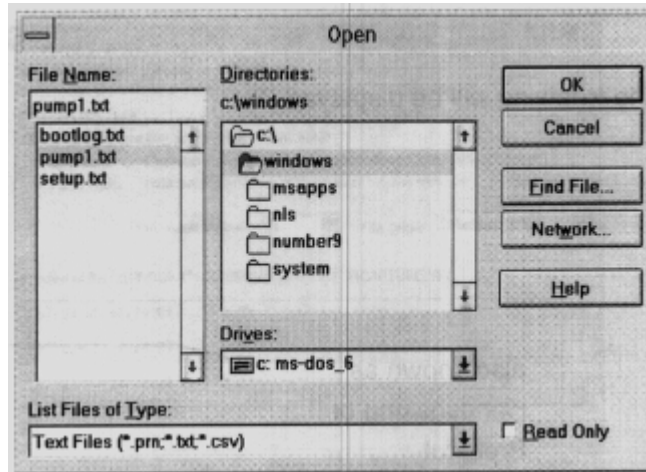 Open
File Name:
pump1.txt
bootlog.txt
pump1.txt
setup.txt
Directories:
c:\windows
c:\
windows
msapps
nls
number9
system
Drives:
c: ms-dos_6
List Files of Type:
Text Files (*.prn;*.txt,*.csv)
OK
Cancel
Find File...
Network...
Help
Read Only